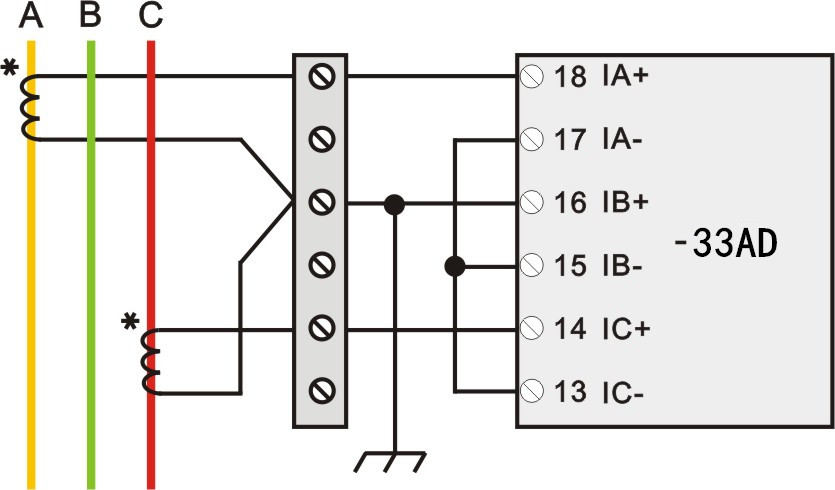 A B C
*
18 IA+
17 IA-
16 IB+
-33AD
15 IB-
*
14 IC+
13 IC-